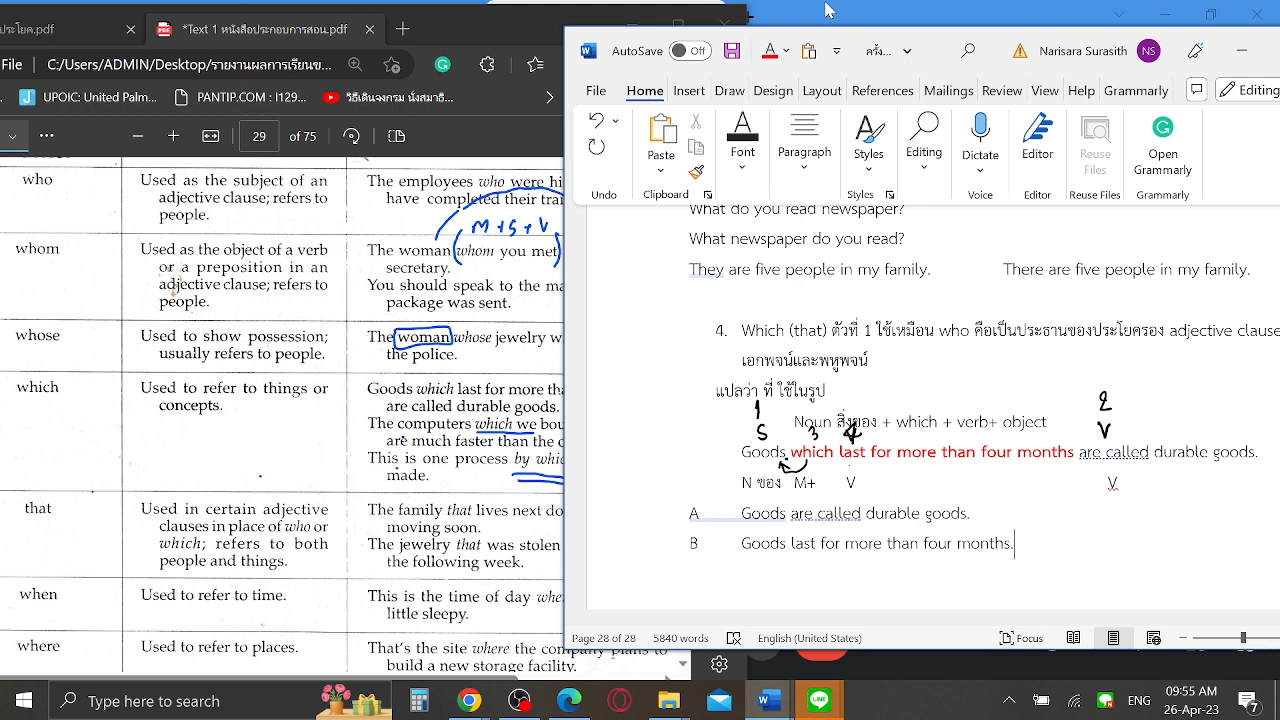 ประโยค.pdf
*Text 1 หนังสือประกอบการสอน.pdf
File
C:/Users/ADMIN/Desktop/รายงานผลการเรียน...
UPOIC: United Palm...
PANTIP.COM : I129...
29 of 75
who
Used as the subject of an
adjective clause; refers to
people.
The employees who were hi
have completed their tra
M+S+V
whom
Used as the object of a verb
or a preposition in an
adjective clause; refers to
people.
The woman whom you met
secretary.
You should speak to the ma
package was sent.
whose
Used to show possession;
usually refers to people.
The woman whose jewelry w
the police.
which
Used to refer to things or
concepts.
Goods which last for more tha
are called durable goods.
The computers which we bou
are much faster than the o
This is one process by whic
made.
that
Used in certain adjective
clauses in place of who or
which; refers to both
people and things.
The family that lives next do
moving soon.
The jewelry that was stolen
the following week.
when
Used to refer to time.
This is the time of day whe
little sleepy.
where
Used to refer to places.
That's the site where the company plans to
build a new storage facility.
AutoSave Off
ครั้ง...
Narisara Surasith NS
File Home Insert Draw Design Layout References Mailings Review View Help Grammarly Editing
Undo
Paste
Clipboard
Font
Paragraph
Styles
Styles
Editing
Dictate
Voice
Editor
Editor
Reuse
Files
Reuse Files
Open
Grammarly
Grammarly
What do you read newspaper?
What newspaper do you read?
They are five people in my family. There are five people in my family.
4. Which (that) ตัวที่ 1 ใช้เหมือน who คือเป็นประธานของประโยครอง adjective clause
เอกพจน์และพหูพจน์
แปลว่า ที่ ใช้ในรูป
1 2
Noun สิ่งของ + which + verb+ object
S 3 4 V
Goods which last for more than four months are called durable goods.
N ของ M+ V V
A Goods are called durable goods.
B Goods last for more than four months.
Page 28 of 28 5840 words English (United States) Focus
Type here to search
ENG
09:55 AM
26-Apr-23
7